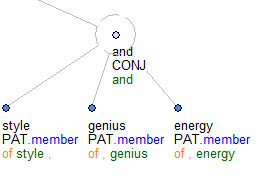 and
CONJ
and
style genius energy
PAT.member PAT.member PAT.member
of style , of , genius of , energy